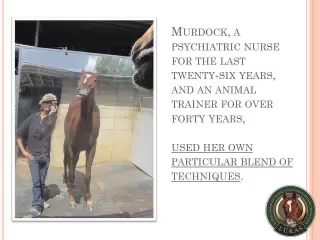 MURDOCK, A
PSYCHIATRIC NURSE
FOR THE LAST
TWENTY-SIX YEARS,
AND AN ANIMAL
TRAINER FOR OVER
FORTY YEARS,
USED HER OWN
PARTICULAR BLEND OF
TECHNIQUES.
LUKAS